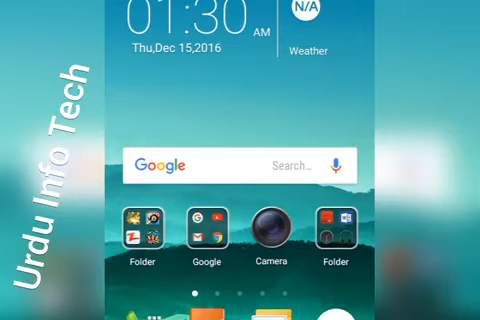 01:30 AM
N/A
Thu,Dec 15,2016
Weather
Urdu Info Tech
Google
Search...
Folder
Google
Camera
Folder